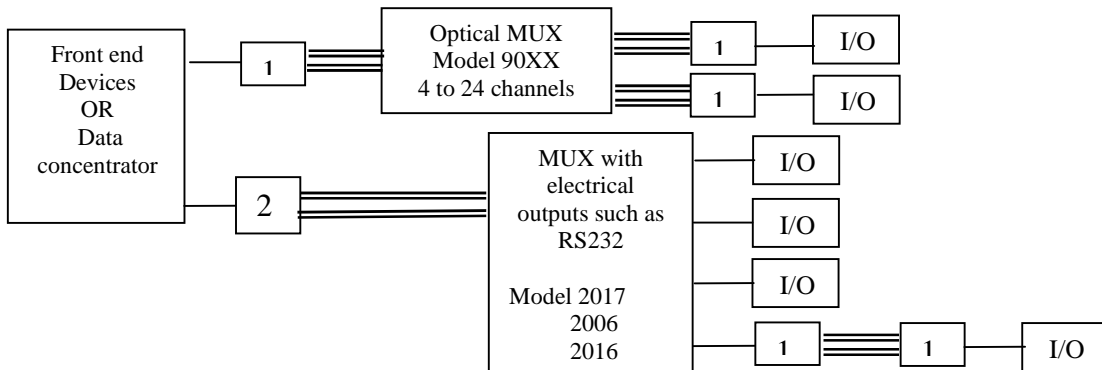 Front end
Devices
OR
Data
concentrator
1
Optical MUX
Model 90XX
4 to 24 channels
1
I/O
1
I/O
2
MUX with
electrical
outputs such as
RS232
Model 2017
2006
2016
I/O
I/O
I/O
1
1
I/O